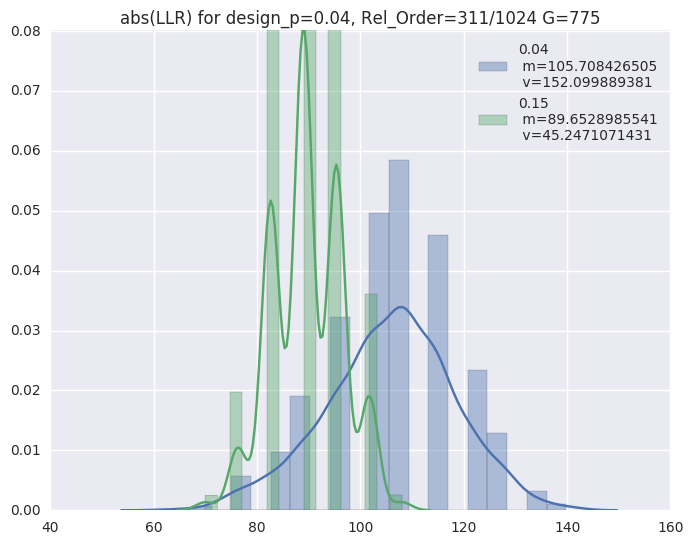 abs(LLR) for design_p=0.04, Rel_Order=311/1024 G=775
0.08
0.07
0.06
0.05
0.04
0.03
0.02
0.01
0.00
40 60 80 100 120 140 160
0.04
m=105.708426505
v=152.099889381
0.15
m=89.6528985541
v=45.2471071431